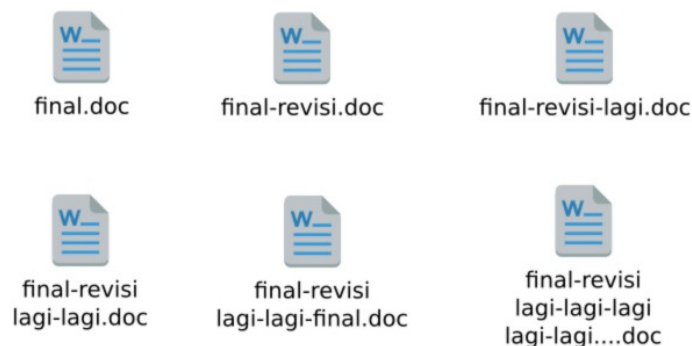 W
W
W
final.doc
final-revisi.doc
final-revisi-lagi.doc
W
W
W
final-revisi
lagi-lagi.doc
final-revisi
lagi-lagi-final.doc
final-revisi
lagi-lagi-lagi
lagi-lagi....doc